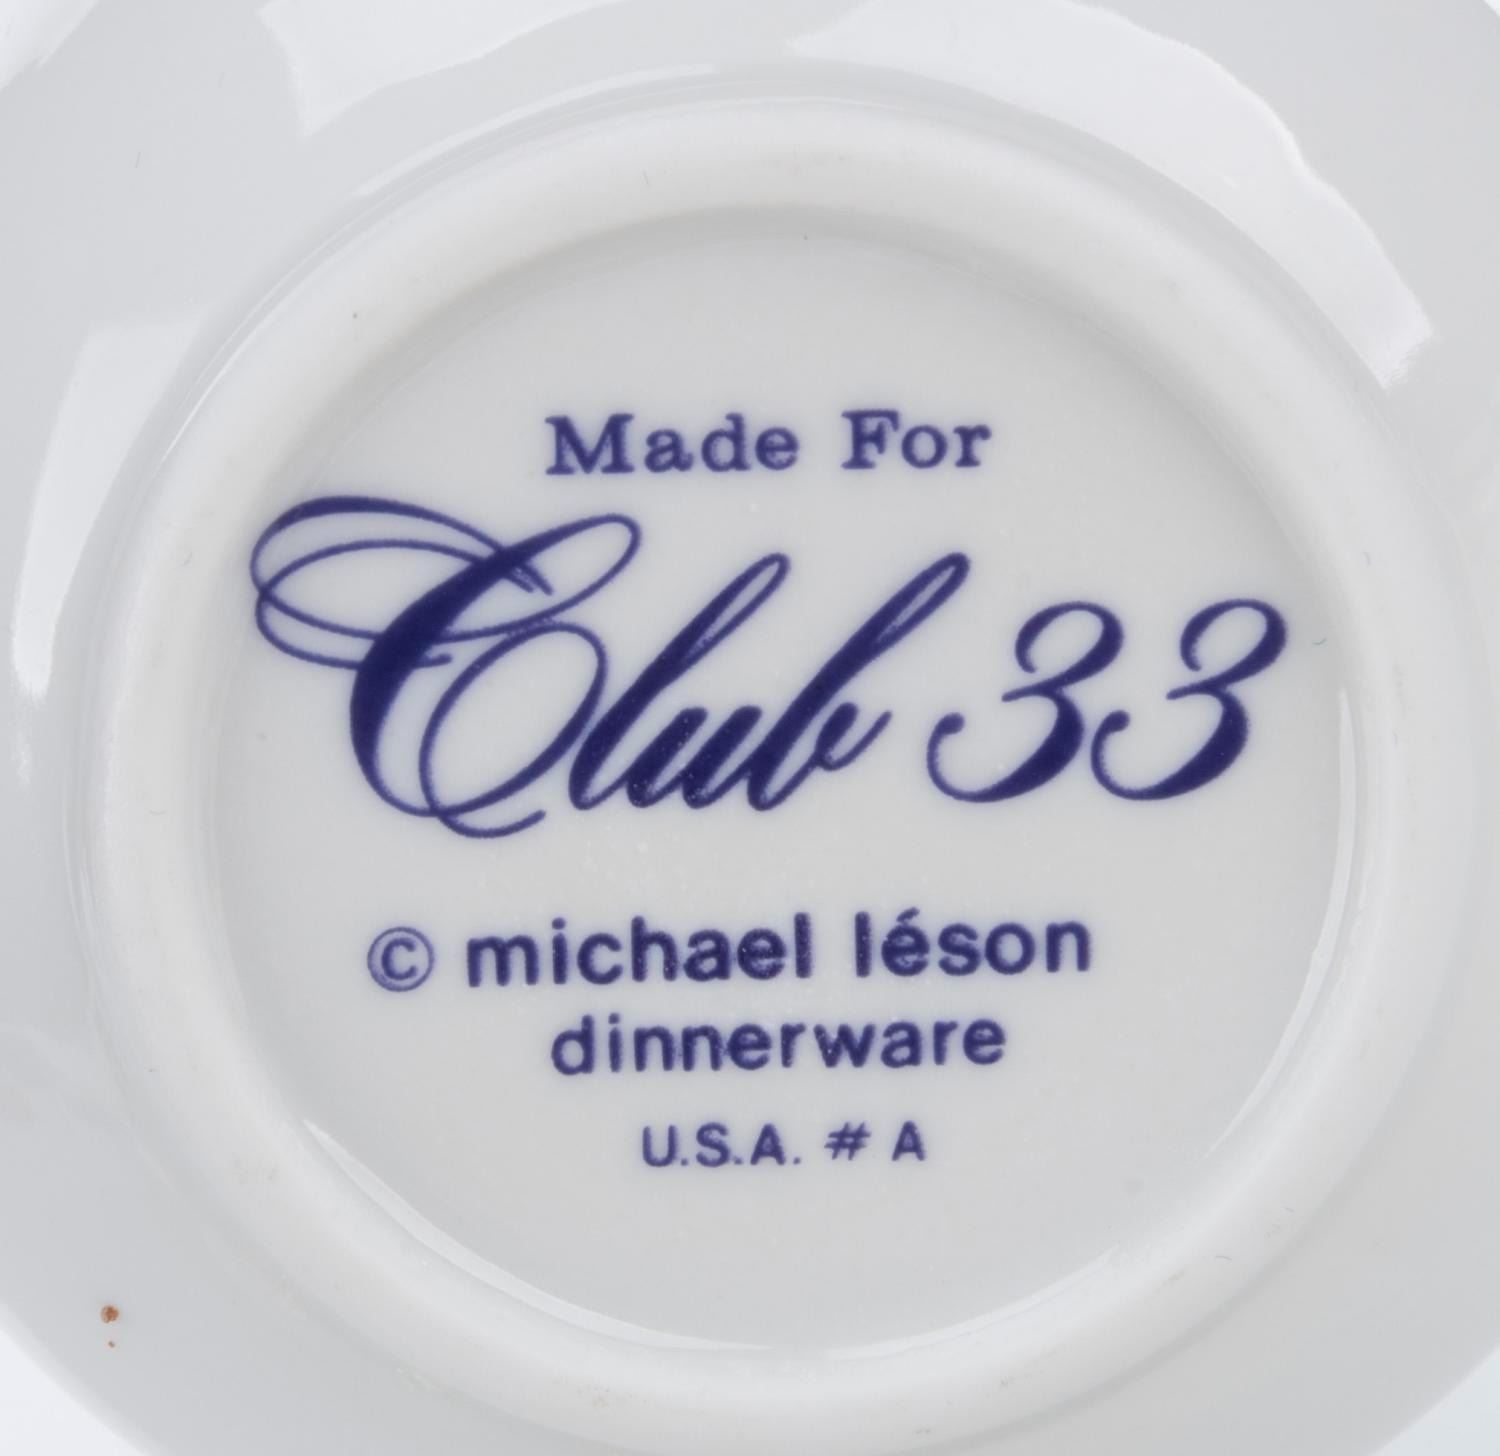 Made For
Club 33
© michael léson
dinnerware
U.S.A. # A